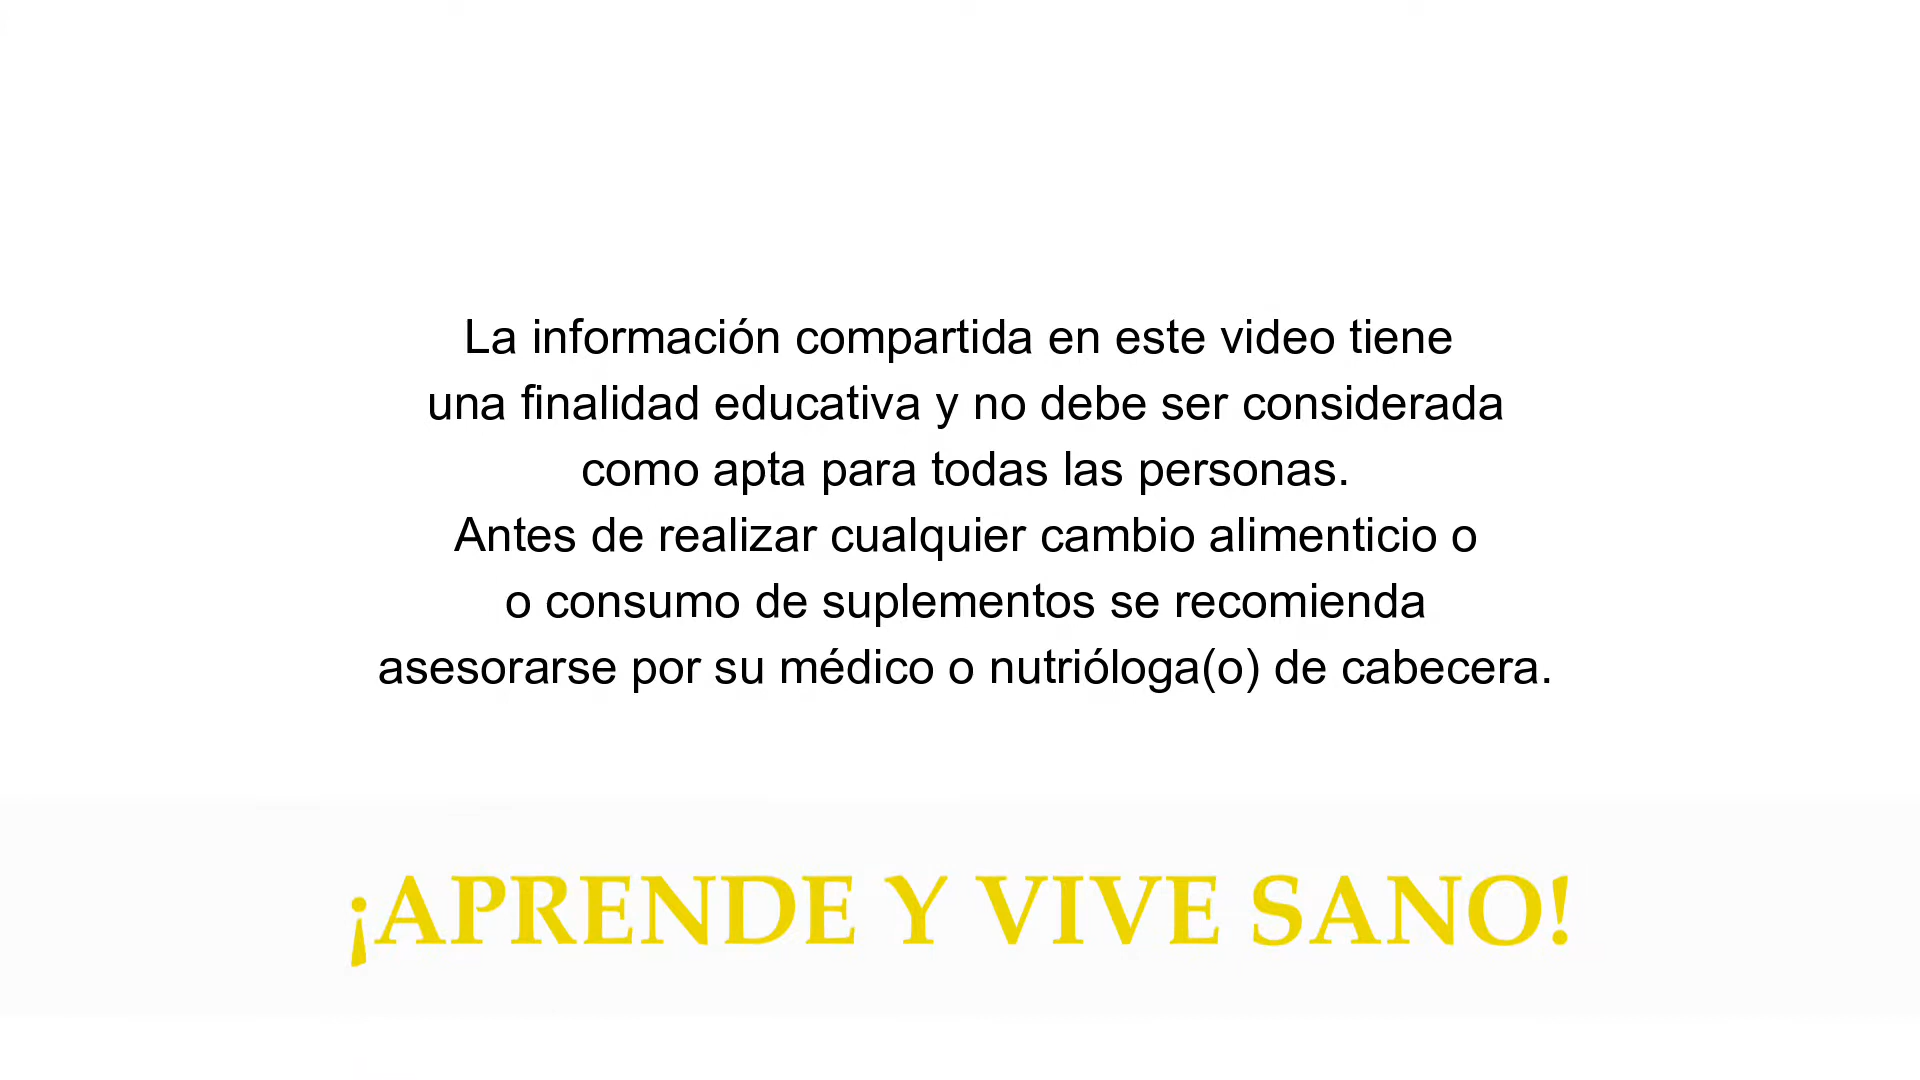 La información compartida en este video tiene
una finalidad educativa y no debe ser considerada
como apta para todas las personas.
Antes de realizar cualquier cambio alimenticio o
o consumo de suplementos se recomienda
asesorarse por su médico o nutrióloga(o) de cabecera.
¡APRENDE Y VIVE SANO!